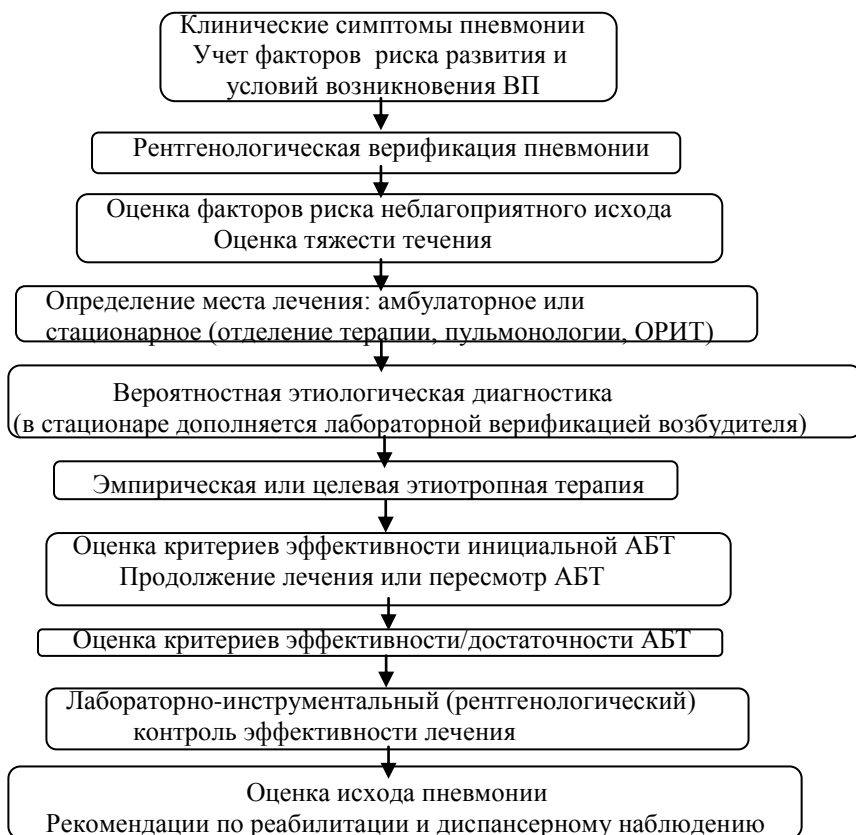 Клинические симптомы пневмонии
Учет факторов риска развития и
условий возникновения ВП
Рентгенологическая верификация пневмонии
Оценка факторов риска неблагоприятного исхода
Оценка тяжести течения
Определение места лечения: амбулаторное или
стационарное (отделение терапии, пульмонологии, ОРИТ)
Вероятностная этиологическая диагностика
(в стационаре дополняется лабораторной верификацией возбудителя)
Эмпирическая или целевая этиотропная терапия
Оценка критериев эффективности инициальной АБТ
Продолжение лечения или пересмотр АБТ
Оценка критериев эффективности/достаточности АБТ
Лабораторно-инструментальный (рентгенологический)
контроль эффективности лечения
Оценка исхода пневмонии
Рекомендации по реабилитации и диспансерному наблюдению